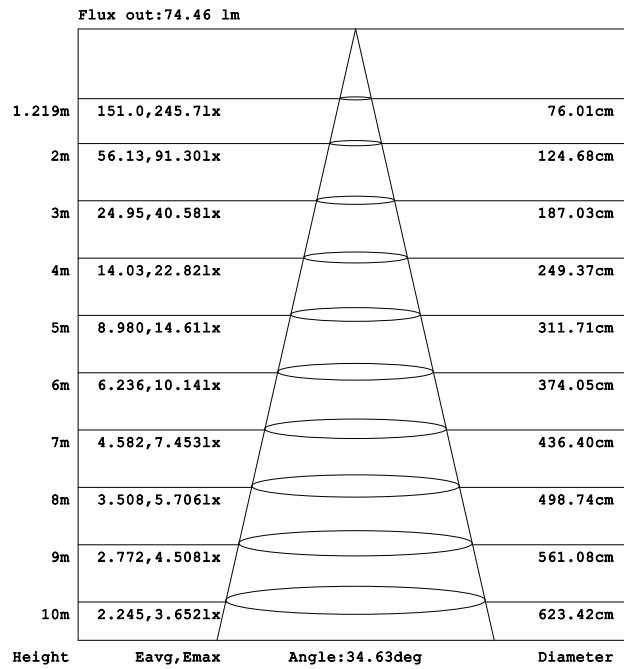 Flux out:74.46 lm
1.219m 151.0,245.7lx 76.01cm
2m 56.13,91.30lx 124.68cm
3m 24.95,40.58lx 187.03cm
4m 14.03,22.82lx 249.37cm
5m 8.980,14.61lx 311.71cm
6m 6.236,10.14lx 374.05cm
7m 4.582,7.453lx 436.40cm
8m 3.508,5.706lx 498.74cm
9m 2.772,4.508lx 561.08cm
10m 2.245,3.652lx 623.42cm
Height Eavg,Emax Angle:34.63deg Diameter